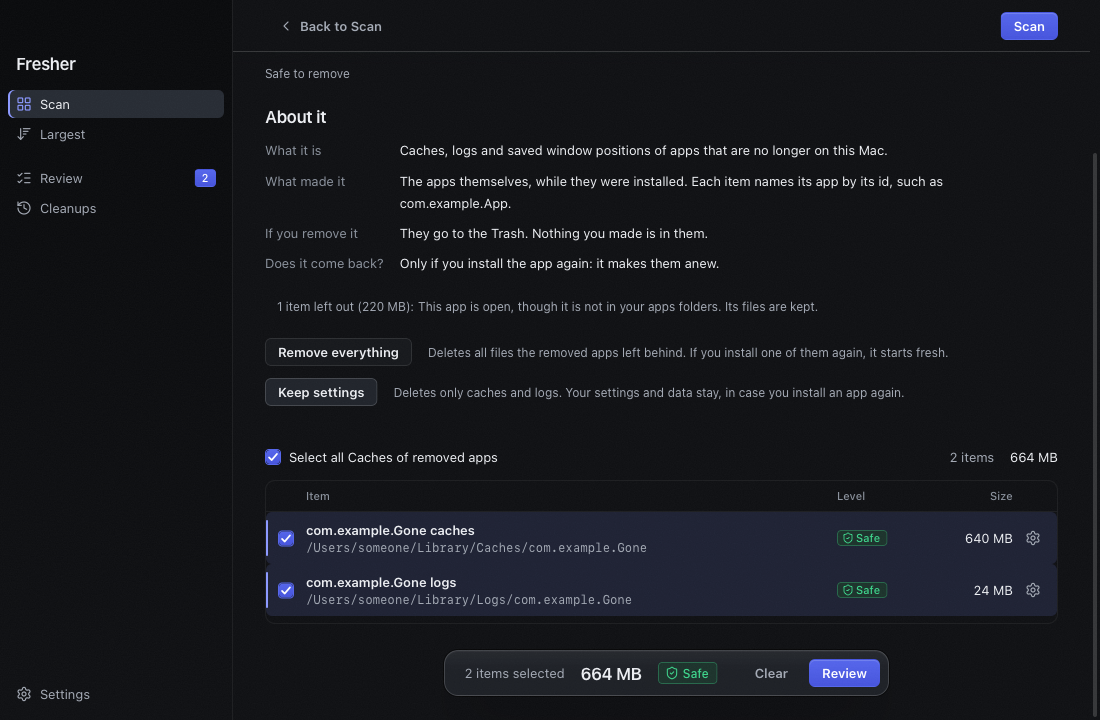 Back to Scan
Scan
Fresher
Scan
Largest
Review
2
Cleanups
Settings
Safe to remove
About it
What it is
Caches, logs and saved window positions of apps that are no longer on this Mac.
What made it
The apps themselves, while they were installed. Each item names its app by its id, such as
com.example.App.
If you remove it
They go to the Trash. Nothing you made is in them.
Does it come back?
Only if you install the app again: it makes them anew.
1 item left out (220 MB): This app is open, though it is not in your apps folders. Its files are kept.
Remove everything
Deletes all files the removed apps left behind. If you install one of them again, it starts fresh.
Keep settings
Deletes only caches and logs. Your settings and data stay, in case you install an app again.
Select all Caches of removed apps
2 items
664 MB
Item
Level
Size
com.example.Gone caches
/Users/someone/Library/Caches/com.example.Gone
Safe
640 MB
com.example.Gone logs
/Users/someone/Library/Logs/com.example.Gone
Safe
24 MB
2 items selected
664 MB
Safe
Clear
Review